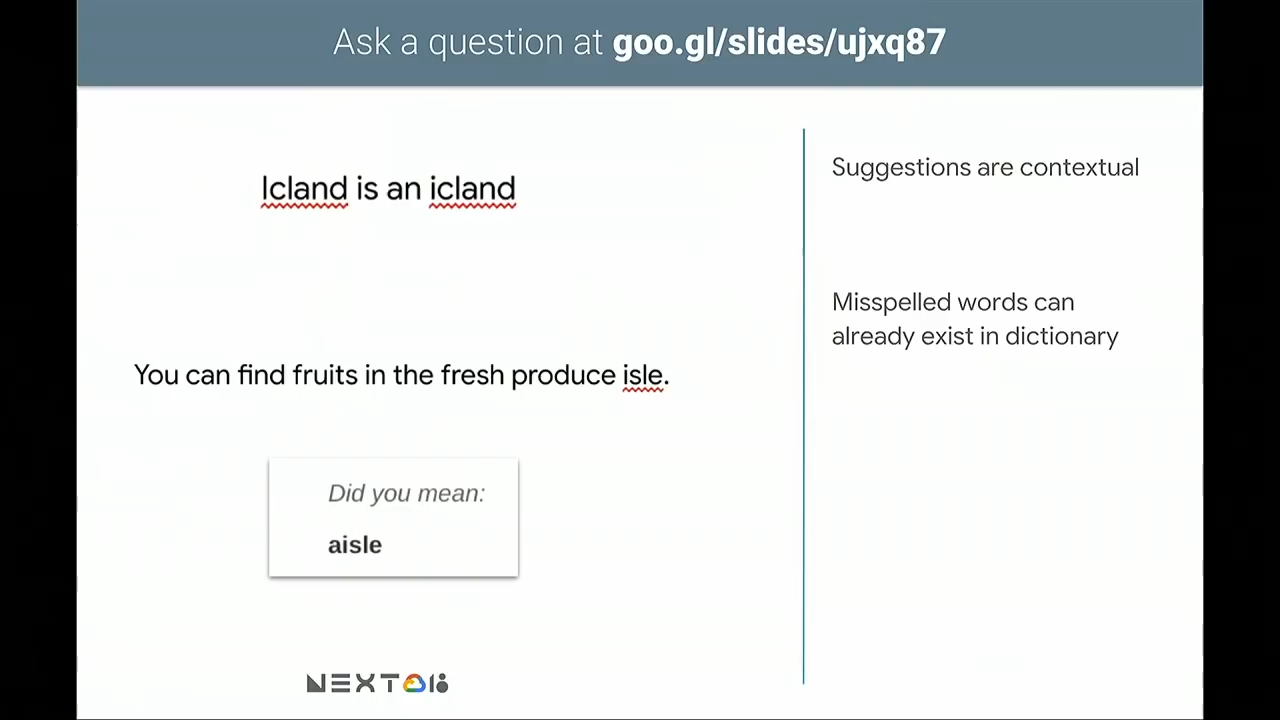 Ask a question at goo.gl/slides/ujxq87
Icland is an icland
Suggestions are contextual
Misspelled words can
already exist in dictionary
You can find fruits in the fresh produce isle.
Did you mean:
aisle
NEXT18